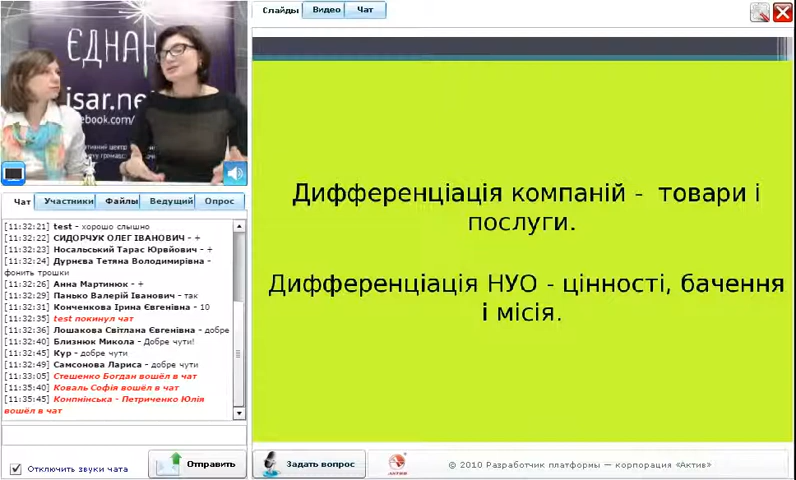 ЄДНАН
isar.ne
ebook.com/
Слайды Видео Чат
Дифференціація компаній - товари і
послуги.
Дифференціація НУО - цінності, бачення
і місія.
Чат Участники Файлы Ведущий Опрос
[11:32:21] test - хорошо слышно
[11:32:22] СИДОРЧУК ОЛЕГ ІВАНОВИЧ - +
[11:32:23] Носальський Тарас Юрвійович - +
[11:32:24] Дурнєва Тетяна Володимирівна -
фонить трошки
[11:32:26] Анна Мартинюк - +
[11:32:29] Панько Валерій Іванович - так
[11:32:31] Конченкова Ірина Євгенівна - 10
[11:32:35] test покинул чат
[11:32:36] Лошакова Світлана Євгенівна - добре
[11:32:40] Близнюк Микола - Добре чути!
[11:32:45] Кур - добре чути
[11:32:49] Самсонова Лариса - добре чути
[11:33:05] Стешенко Богдан вошёл в чат
[11:35:40] Коваль Софія вошёл в чат
[11:35:45] Конпнінська - Петриченко Юлія
вошёл в чат
Отключить звуки чата
Отправить
Задать вопрос
АКТИВ
© 2010 Разработчик платформы — корпорация «Актив»